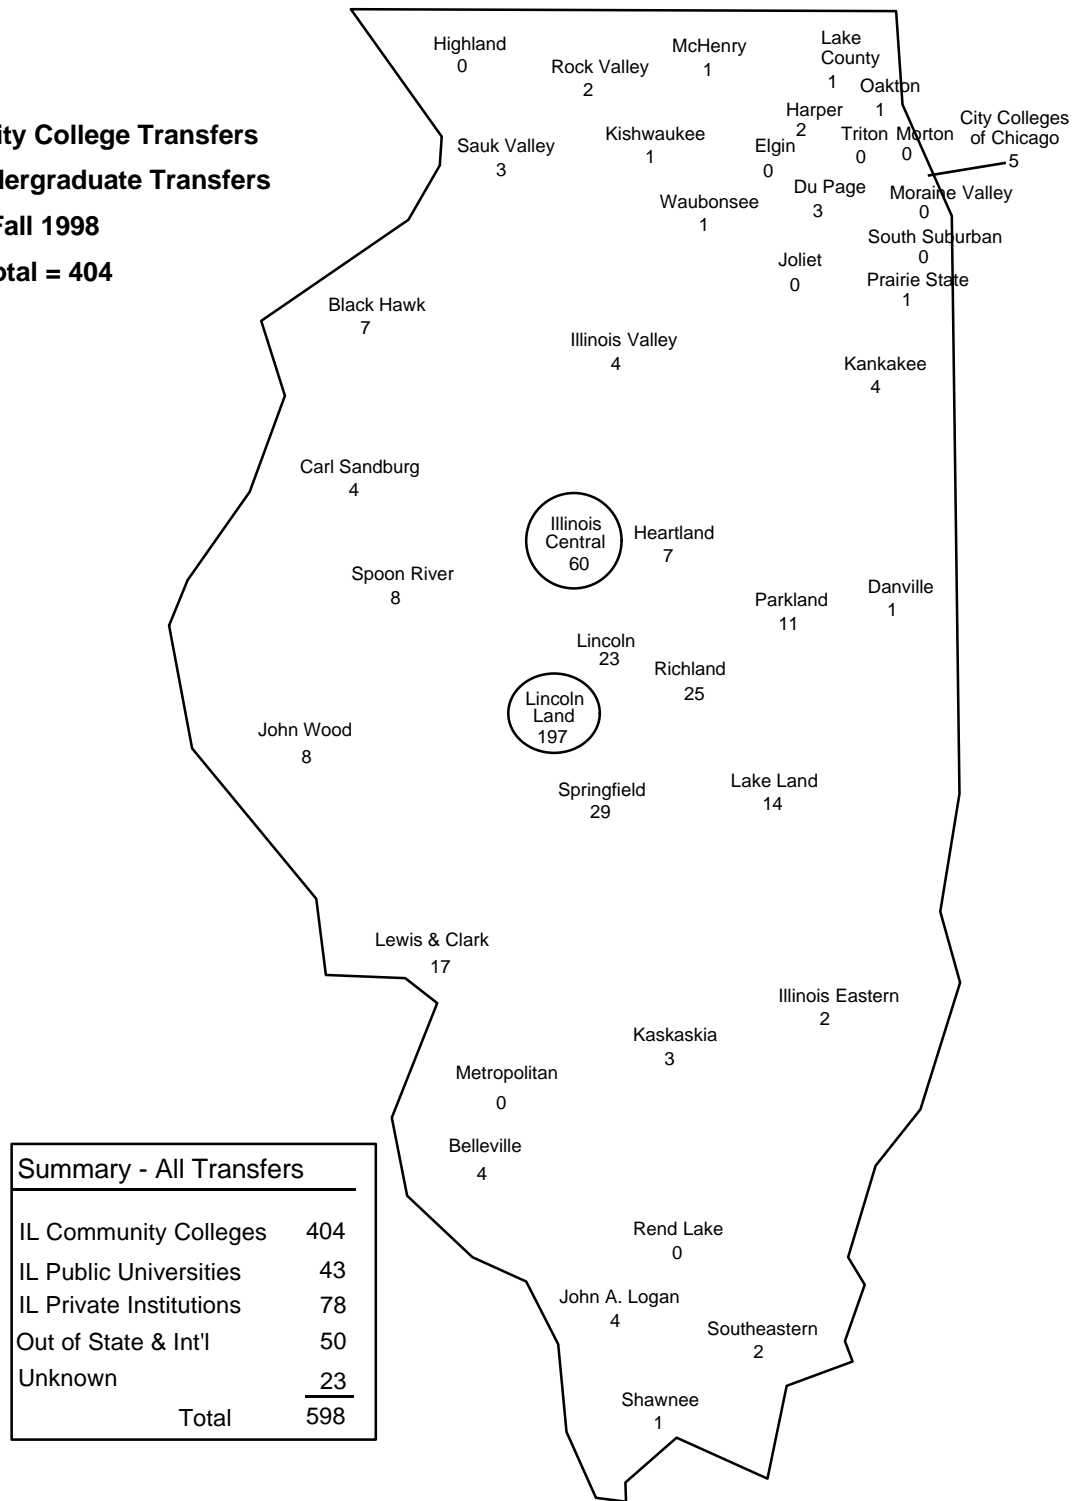 ity College Transfers
dergraduate Transfers
Fall 1998
otal = 404
Highland
0
Rock Valley
2
McHenry
1
Lake
County
1
Oakton
1
Harper
2
City Colleges
of Chicago
5
Sauk Valley
3
Kishwaukee
1
Elgin
0
Triton
0
Morton
0
Waubonsee
1
Du Page
3
Moraine Valley
0
South Suburban
0
Joliet
0
Prairie State
1
Black Hawk
7
Illinois Valley
4
Kankakee
4
Carl Sandburg
4
Illinois
Central
60
Heartland
7
Spoon River
8
Parkland
11
Danville
1
Lincoln
23
Richland
25
Lincoln
Land
197
John Wood
8
Springfield
29
Lake Land
14
Lewis & Clark
17
Illinois Eastern
2
Kaskaskia
3
Metropolitan
0
Belleville
4
Rend Lake
0
John A. Logan
4
Southeastern
2
Shawnee
1
Summary - All Transfers
IL Community Colleges 404
IL Public Universities 43
IL Private Institutions 78
Out of State & Int'l 50
Unknown 23
Total 598